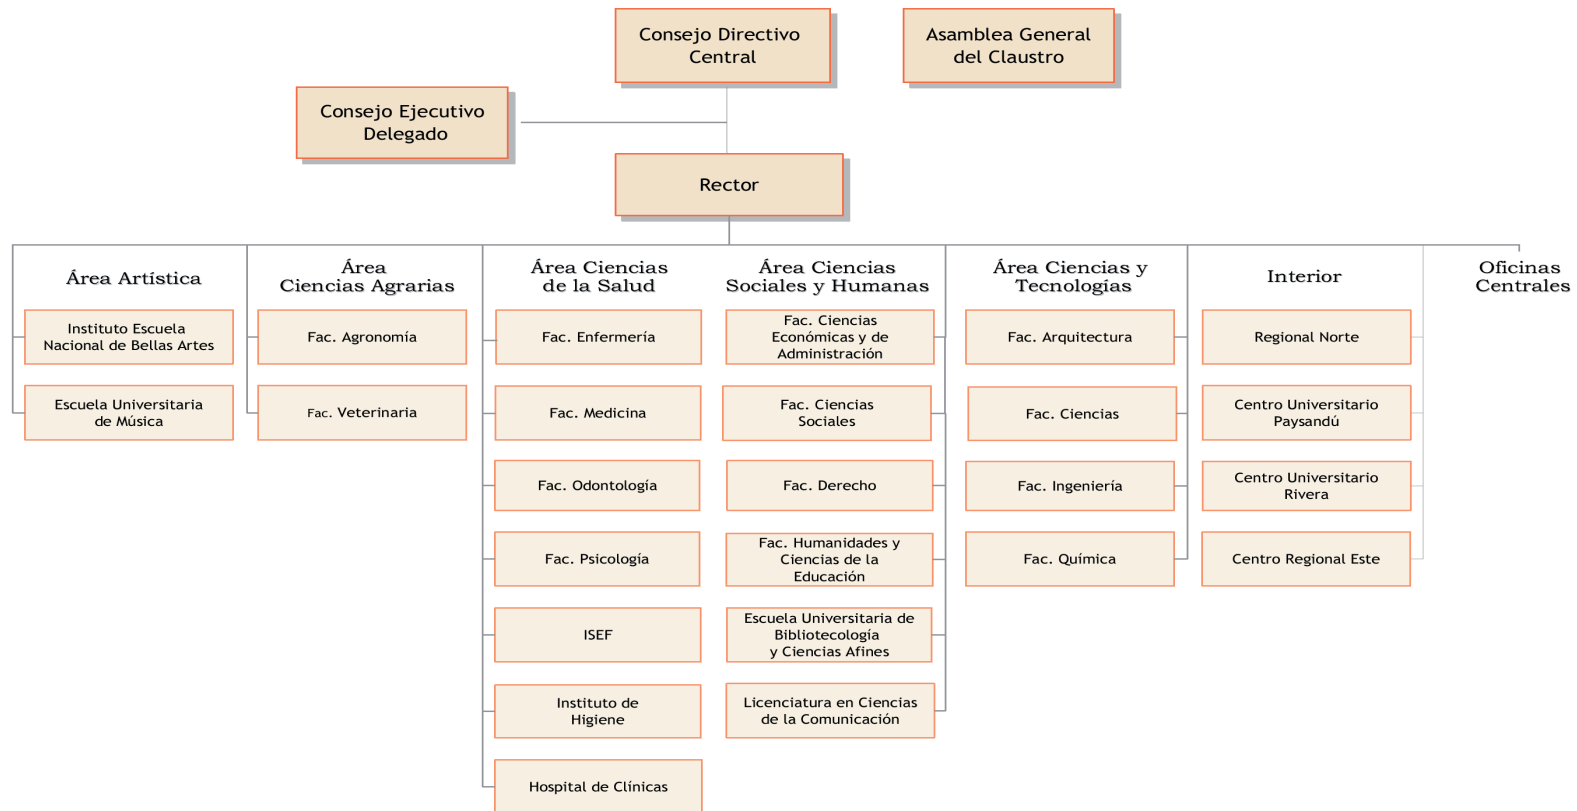 Consejo Directivo
Central
Asamblea General
del Claustro
Consejo Ejecutivo
Delegado
Rector
Área Artística
Instituto Escuela
Nacional de Bellas Artes
Escuela Universitaria
de Música
Área
Ciencias Agrarias
Fac. Agronomía
Fac. Veterinaria
Área Ciencias
de la Salud
Fac. Enfermería
Fac. Medicina
Fac. Odontología
Fac. Psicología
ISEF
Instituto de
Higiene
Hospital de Clínicas
Área Ciencias
Sociales y Humanas
Fac. Ciencias
Económicas y de
Administración
Fac. Ciencias
Sociales
Fac. Derecho
Fac. Humanidades y
Ciencias de la
Educación
Escuela Universitaria de
Bibliotecología
y Ciencias Afines
Licenciatura en Ciencias
de la Comunicación
Área Ciencias y
Tecnologías
Fac. Arquitectura
Fac. Ciencias
Fac. Ingeniería
Fac. Química
Interior
Regional Norte
Centro Universitario
Paysandú
Centro Universitario
Rivera
Centro Regional Este
Oficinas
Centrales